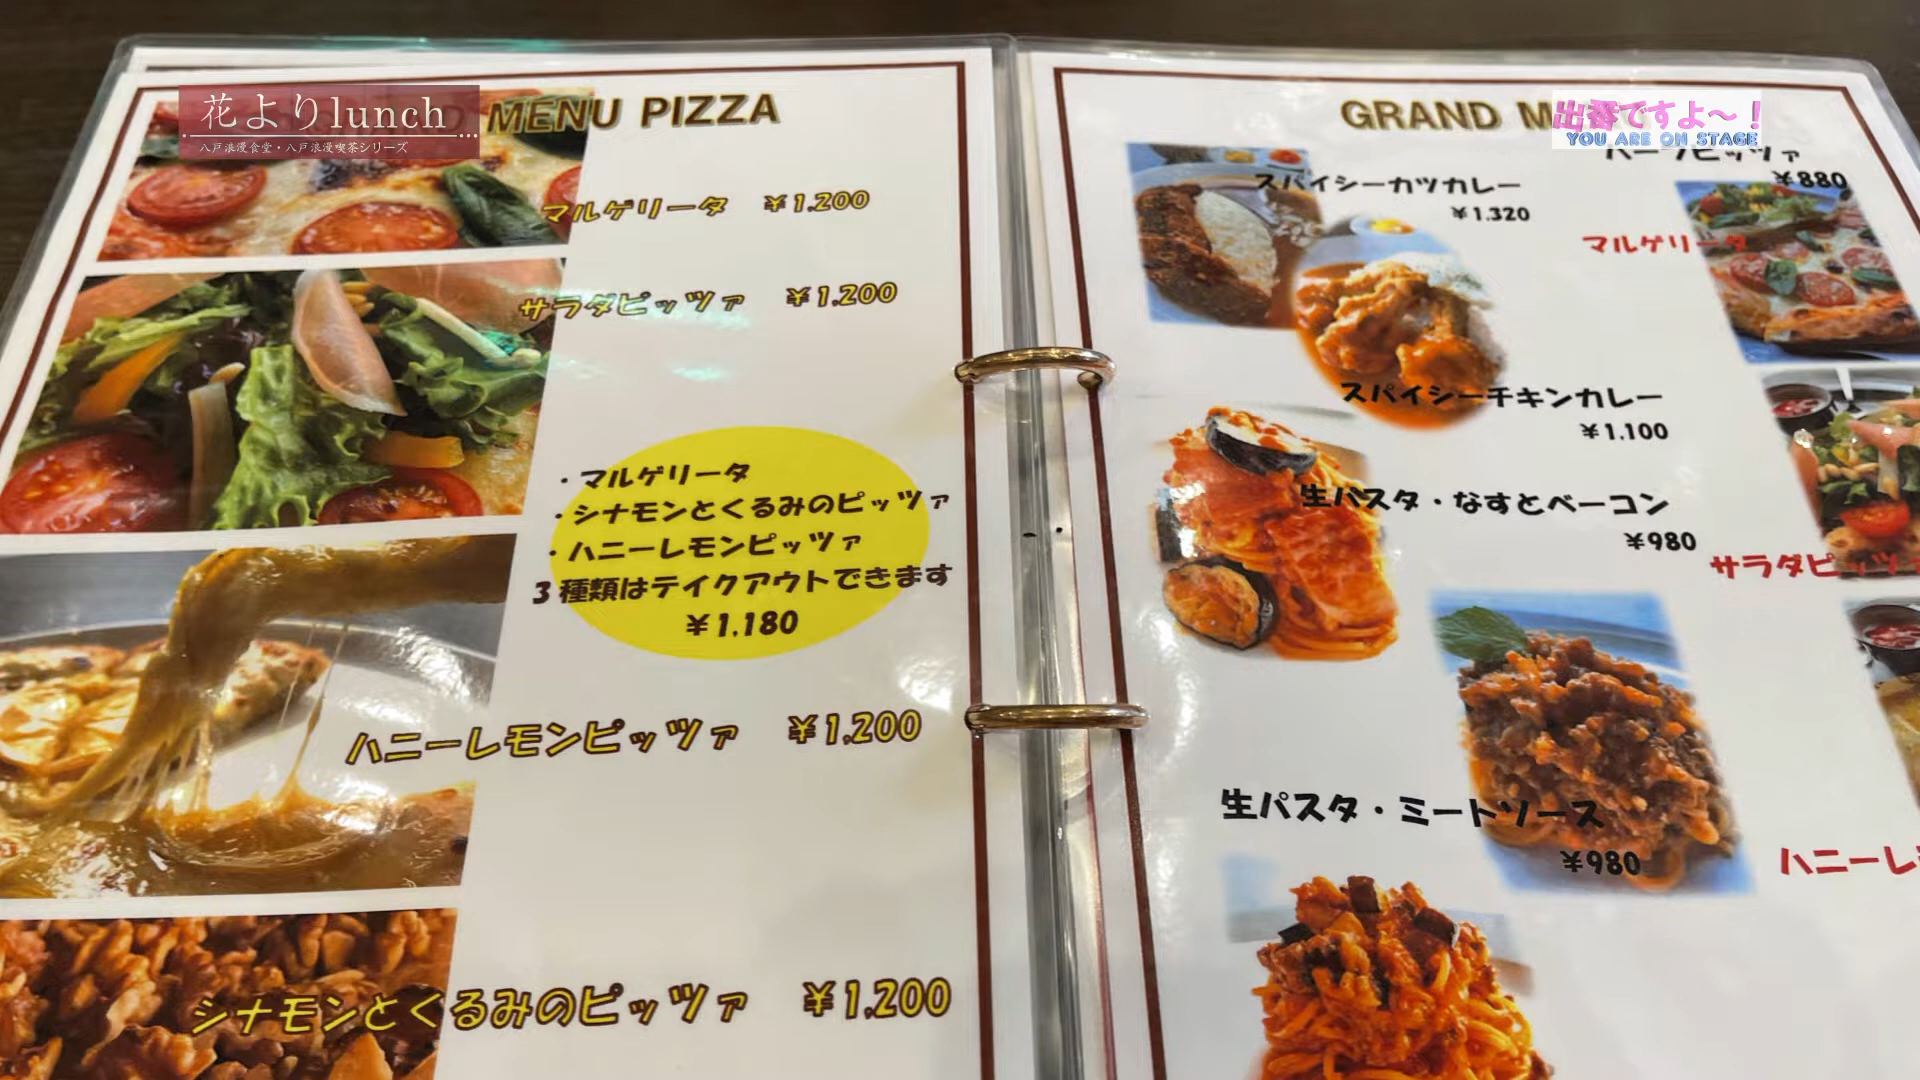 花よりlunch
八戸浪漫食堂・八戸浪漫喫茶シリーズ
MENU PIZZA
マルゲリータ ¥1,200
サラダピッツァ ¥1,200
・マルゲリータ
・シナモンとくるみのピッツァ
・ハニーレモンピッツァ
3種類はテイクアウトできます
¥1,180
ハニーレモンピッツァ ¥1,200
シナモンとくるみのピッツァ ¥1,200
出番ですよ～！
YOU ARE ON STAGE
GRAND M
ハーフピッツァ
¥880
スパイシーカツカレー
¥1,320
マルゲリータ
スパイシーチキンカレー
¥1,100
生パスタ・なすとベーコン
¥980
サラダピッツ
生パスタ・ミートソース
¥980
ハニーレ